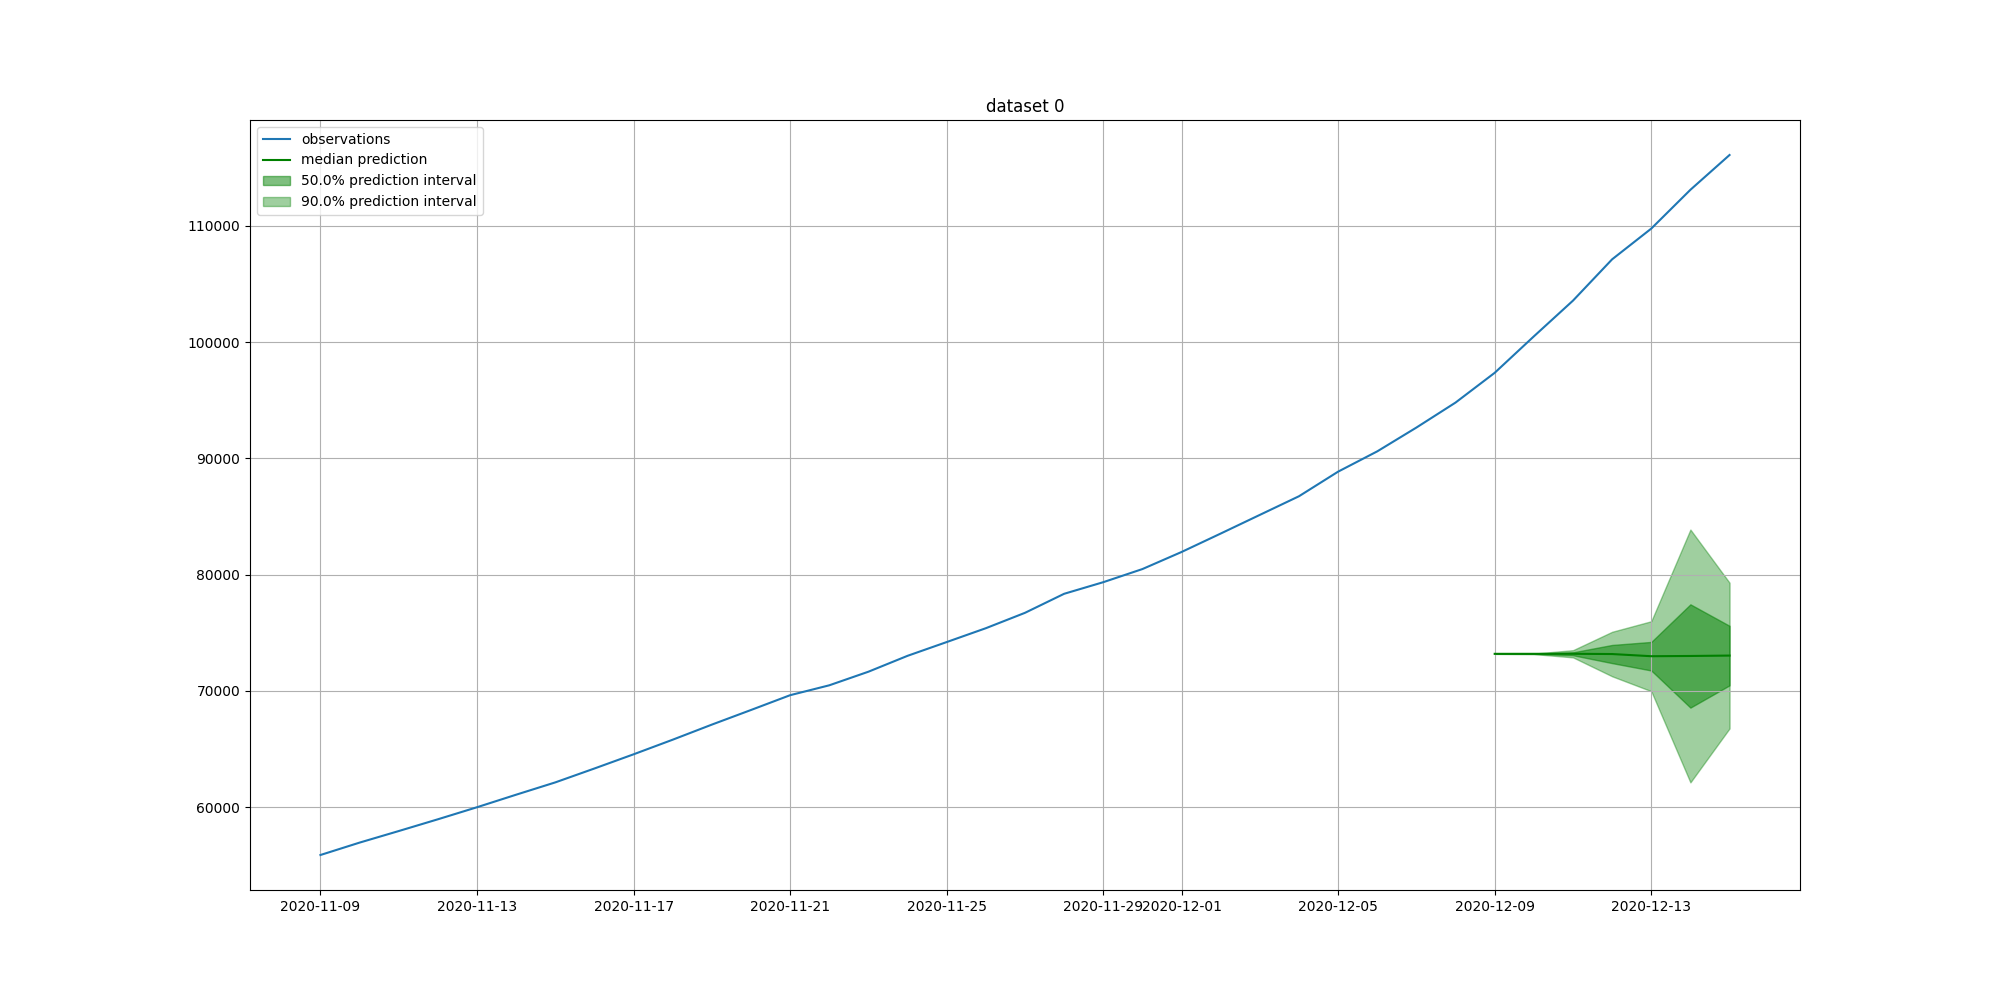 dataset 0
observations
median prediction
50.0% prediction interval
90.0% prediction interval
110000
100000
90000
80000
70000
60000
2020-11-09 2020-11-13 2020-11-17 2020-11-21 2020-11-25 2020-11-29 2020-12-01 2020-12-05 2020-12-09 2020-12-13